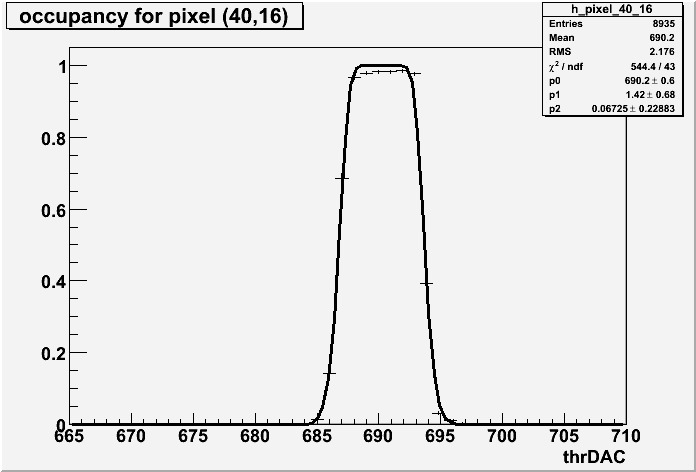 occupancy for pixel (40,16)
h_pixel_40_16
Entries 8935
Mean 690.2
RMS 2.176
χ² / ndf 544.4 / 43
p0 690.2 ± 0.6
p1 1.42 ± 0.68
p2 0.06725 ± 0.22883
1
0.8
0.6
0.4
0.2
0
665 670 675 680 685 690 695 700 705 710
thrDAC